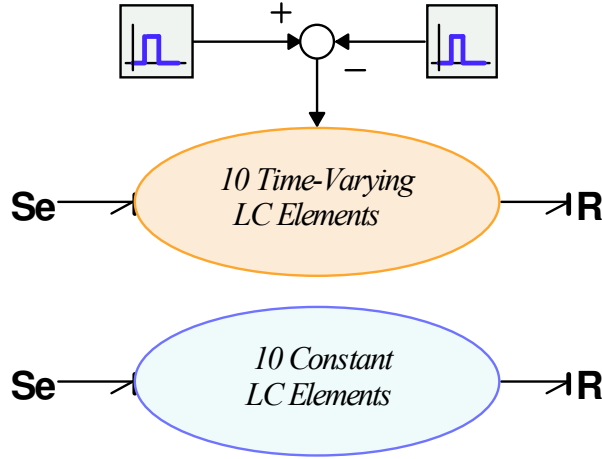 +
−
10 Time-Varying
LC Elements
Se
R
10 Constant
LC Elements
Se
R